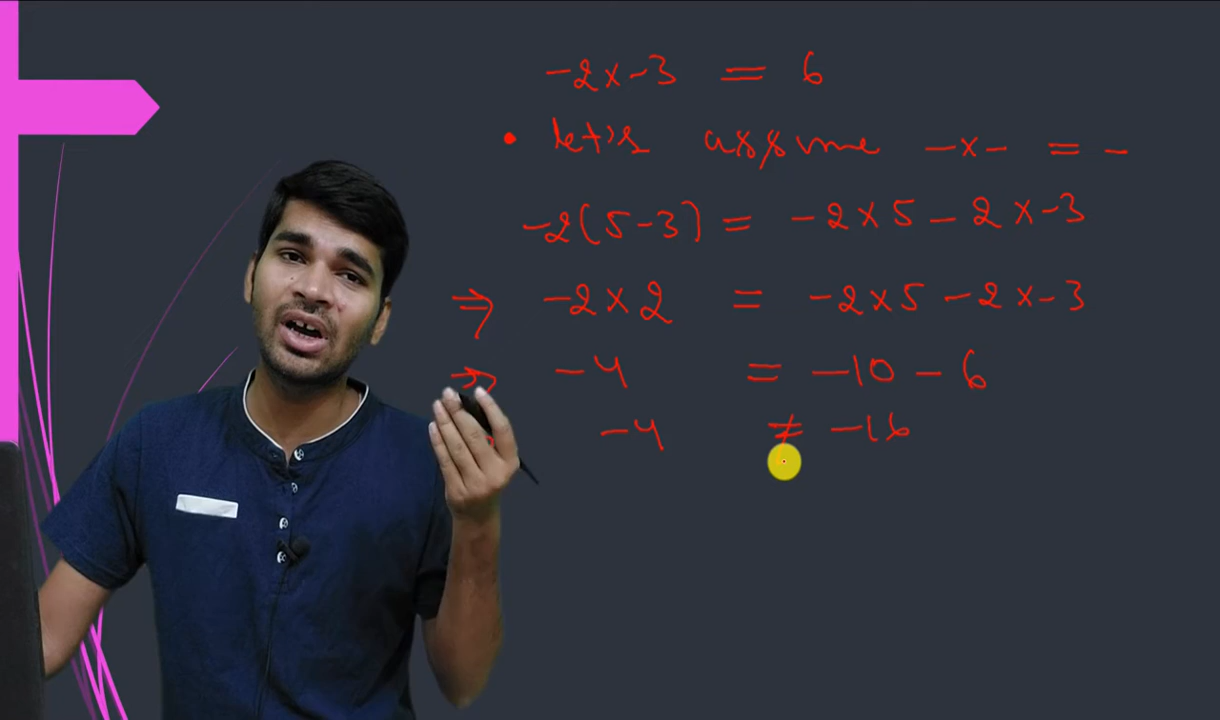 -2x-3 = 6
• let's assume -x- = -
-2(5-3) = -2x5-2x-3
⇒ -2x2 = -2x5-2x-3
⇒ -4 = -10-6
-4 ≠ -16